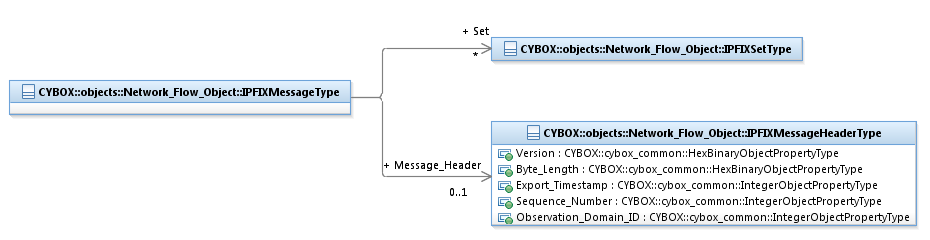 + Set
CYBOX::objects::Network_Flow_Object::IPFIXSetType
*
CYBOX::objects::Network_Flow_Object::IPFIXMessageType
CYBOX::objects::Network_Flow_Object::IPFIXMessageHeaderType
Version : CYBOX::cybox_common::HexBinaryObjectPropertyType
+ Message_Header
Byte_Length : CYBOX::cybox_common::HexBinaryObjectPropertyType
Export_Timestamp : CYBOX::cybox_common::IntegerObjectPropertyType
0..1
Sequence_Number : CYBOX::cybox_common::IntegerObjectPropertyType
Observation_Domain_ID : CYBOX::cybox_common::IntegerObjectPropertyType